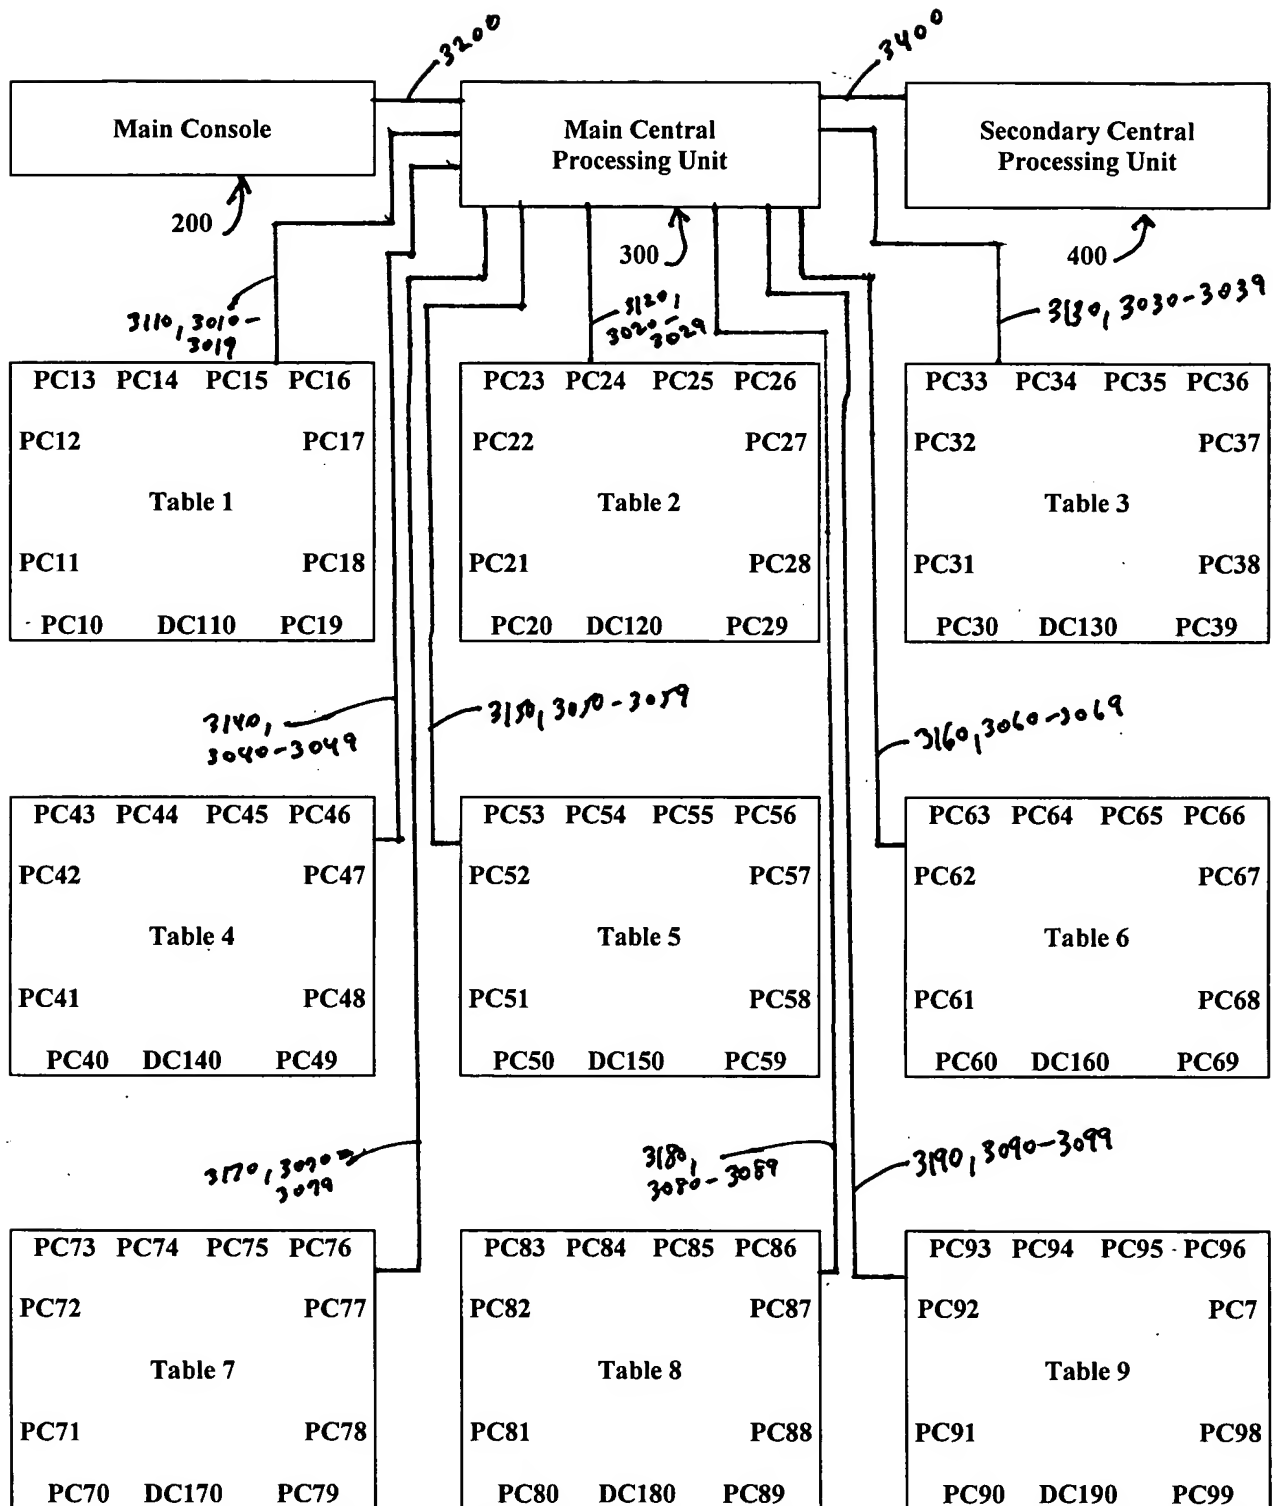 3200
3400
Main Console
Main Central
Processing Unit
Secondary Central
Processing Unit
200
300
400
3110, 3010-
3019
3120,
3020-
3029
3130, 3030-3039
PC13 PC14 PC15 PC16
PC12 PC17
Table 1
PC11 PC18
PC10 DC110 PC19
PC23 PC24 PC25 PC26
PC22 PC27
Table 2
PC21 PC28
PC20 DC120 PC29
PC33 PC34 PC35 PC36
PC32 PC37
Table 3
PC31 PC38
PC30 DC130 PC39
3140,
3040-3049
3150, 3050-3059
3160, 3060-3069
PC43 PC44 PC45 PC46
PC42 PC47
Table 4
PC41 PC48
PC40 DC140 PC49
PC53 PC54 PC55 PC56
PC52 PC57
Table 5
PC51 PC58
PC50 DC150 PC59
PC63 PC64 PC65 PC66
PC62 PC67
Table 6
PC61 PC68
PC60 DC160 PC69
3170, 3070-
3079
3180,
3080-3089
3190, 3090-3099
PC73 PC74 PC75 PC76
PC72 PC77
Table 7
PC71 PC78
PC70 DC170 PC79
PC83 PC84 PC85 PC86
PC82 PC87
Table 8
PC81 PC88
PC80 DC180 PC89
PC93 PC94 PC95 PC96
PC92 PC7
Table 9
PC91 PC98
PC90 DC190 PC99